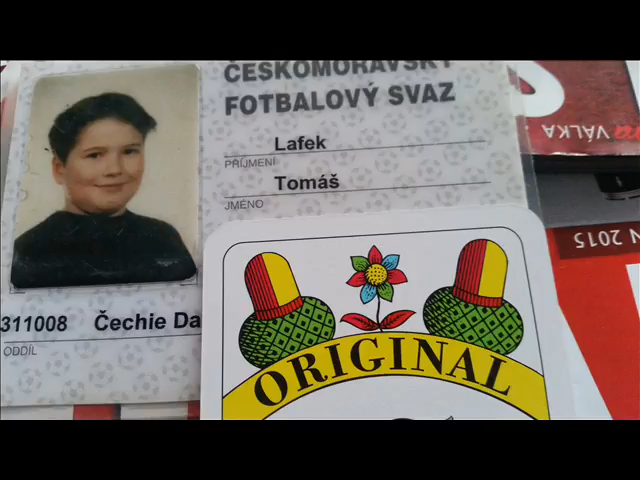 ČESKOMORAVSKÝ
FOTBALOVÝ SVAZ
Lafek
PŘÍJMENÍ
Tomáš
JMÉNO
311008 Čechie Da
ODDÍL
ORIGINAL
VÁLKA
N 2015